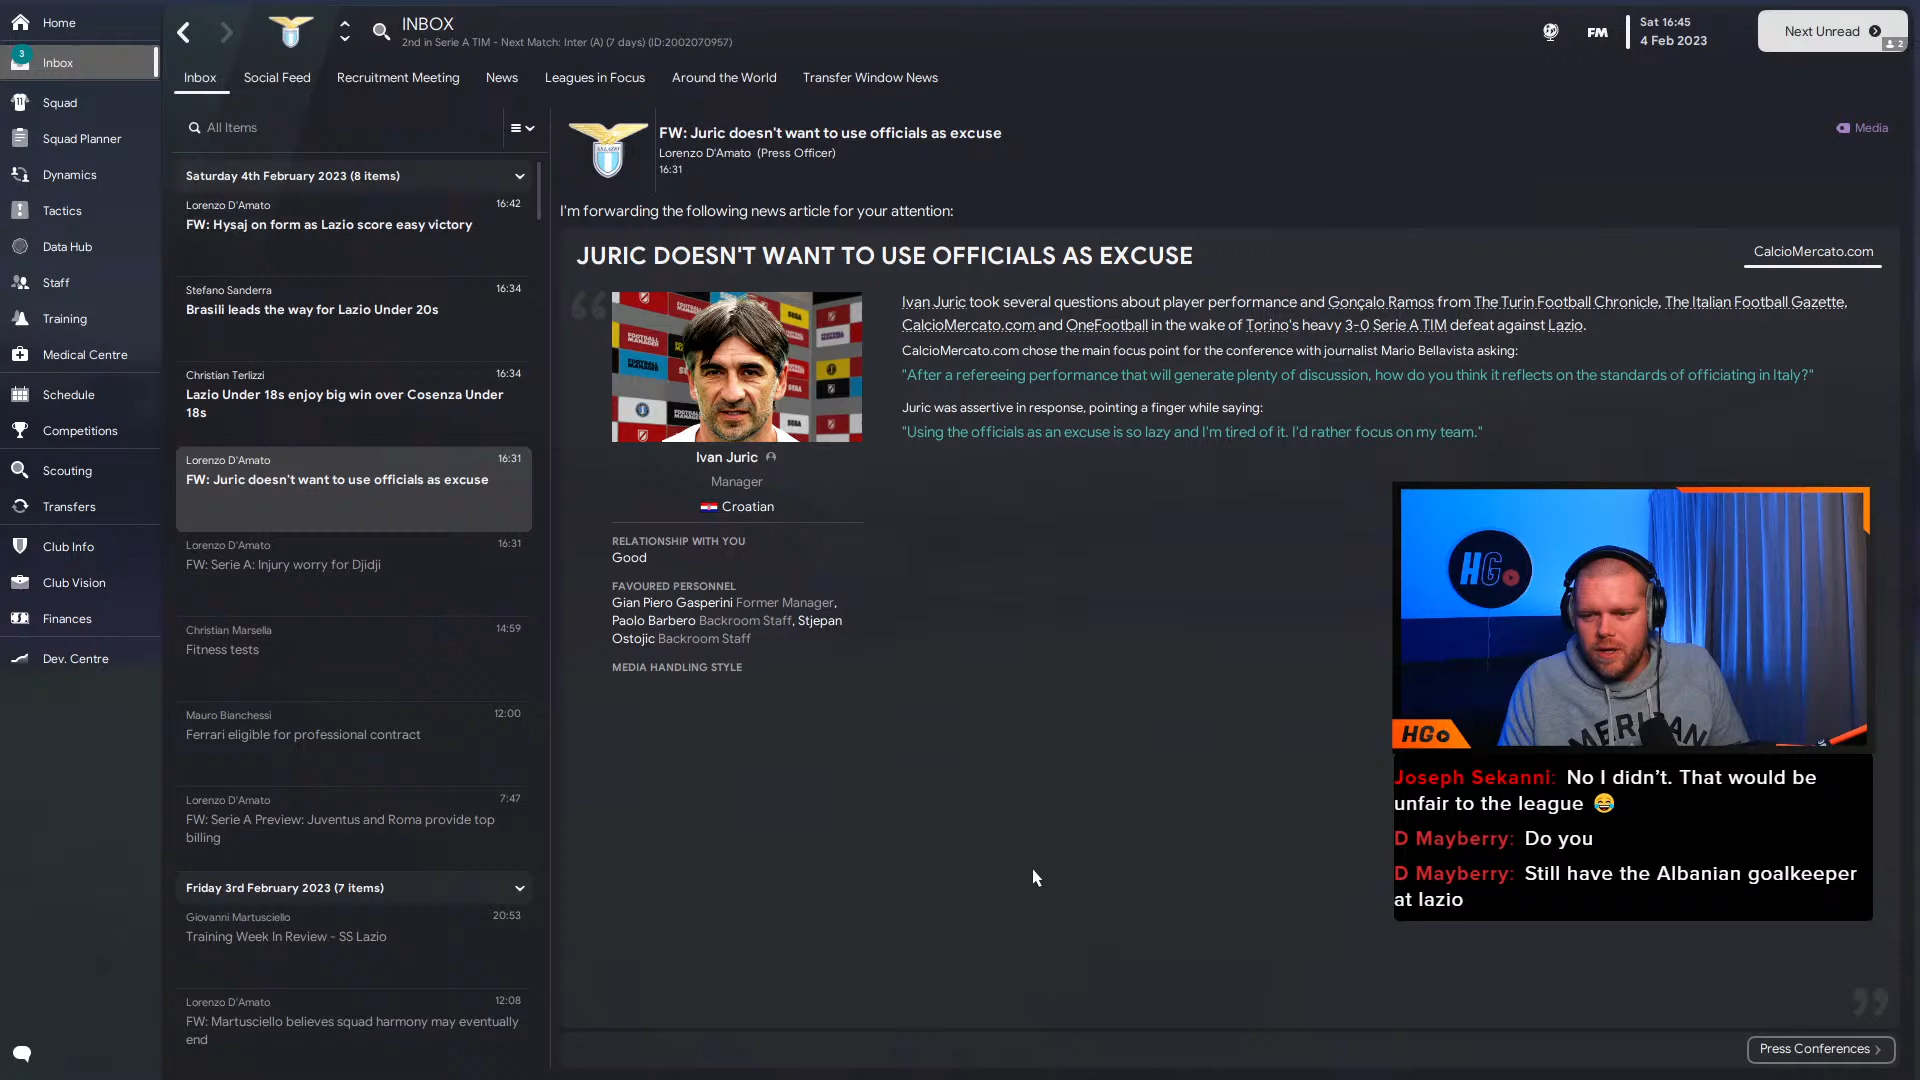 Home
3
Inbox
Squad
Squad Planner
Dynamics
Tactics
Data Hub
Staff
Training
Medical Centre
Schedule
Competitions
Scouting
Transfers
Club Info
Club Vision
Finances
Dev. Centre
INBOX
2nd in Serie A TIM - Next Match: Inter (A) (7 days) (ID:2002070957)
FM
Sat 16:45
4 Feb 2023
Next Unread
2
Inbox Social Feed Recruitment Meeting News Leagues in Focus Around the World Transfer Window News
All Items
Saturday 4th February 2023 (8 items)
Lorenzo D'Amato 16:42
FW: Hysaj on form as Lazio score easy victory
Stefano Sanderra 16:34
Brasili leads the way for Lazio Under 20s
Christian Terlizzi 16:34
Lazio Under 18s enjoy big win over Cosenza Under
18s
Lorenzo D'Amato 16:31
FW: Juric doesn't want to use officials as excuse
Lorenzo D'Amato 16:31
FW: Serie A: Injury worry for Djidji
Christian Marsella 14:59
Fitness tests
Mauro Bianchessi 12:00
Ferrari eligible for professional contract
Lorenzo D'Amato 7:47
FW: Serie A Preview: Juventus and Roma provide top
billing
Friday 3rd February 2023 (7 items)
Giovanni Martusciello 20:53
Training Week In Review - SS Lazio
Lorenzo D'Amato 12:08
FW: Martusciello believes squad harmony may eventually
end
FW: Juric doesn't want to use officials as excuse
Lorenzo D'Amato (Press Officer)
16:31
Media
I'm forwarding the following news article for your attention:
JURIC DOESN'T WANT TO USE OFFICIALS AS EXCUSE
CalcioMercato.com
Ivan Juric took several questions about player performance and Gonçalo Ramos from The Turin Football Chronicle, The Italian Football Gazette,
CalcioMercato.com and OneFootball in the wake of Torino's heavy 3-0 Serie A TIM defeat against Lazio.
CalcioMercato.com chose the main focus point for the conference with journalist Mario Bellavista asking:
"After a refereeing performance that will generate plenty of discussion, how do you think it reflects on the standards of officiating in Italy?"
Juric was assertive in response, pointing a finger while saying:
"Using the officials as an excuse is so lazy and I'm tired of it. I'd rather focus on my team."
Ivan Juric
Manager
Croatian
RELATIONSHIP WITH YOU
Good
FAVOURED PERSONNEL
Gian Piero Gasperini Former Manager,
Paolo Barbero Backroom Staff, Stjepan
Ostojic Backroom Staff
MEDIA HANDLING STYLE
HG
HG
Joseph Sekanni: No I didn't. That would be
unfair to the league 😂
D Mayberry: Do you
D Mayberry: Still have the Albanian goalkeeper
at lazio
Press Conferences